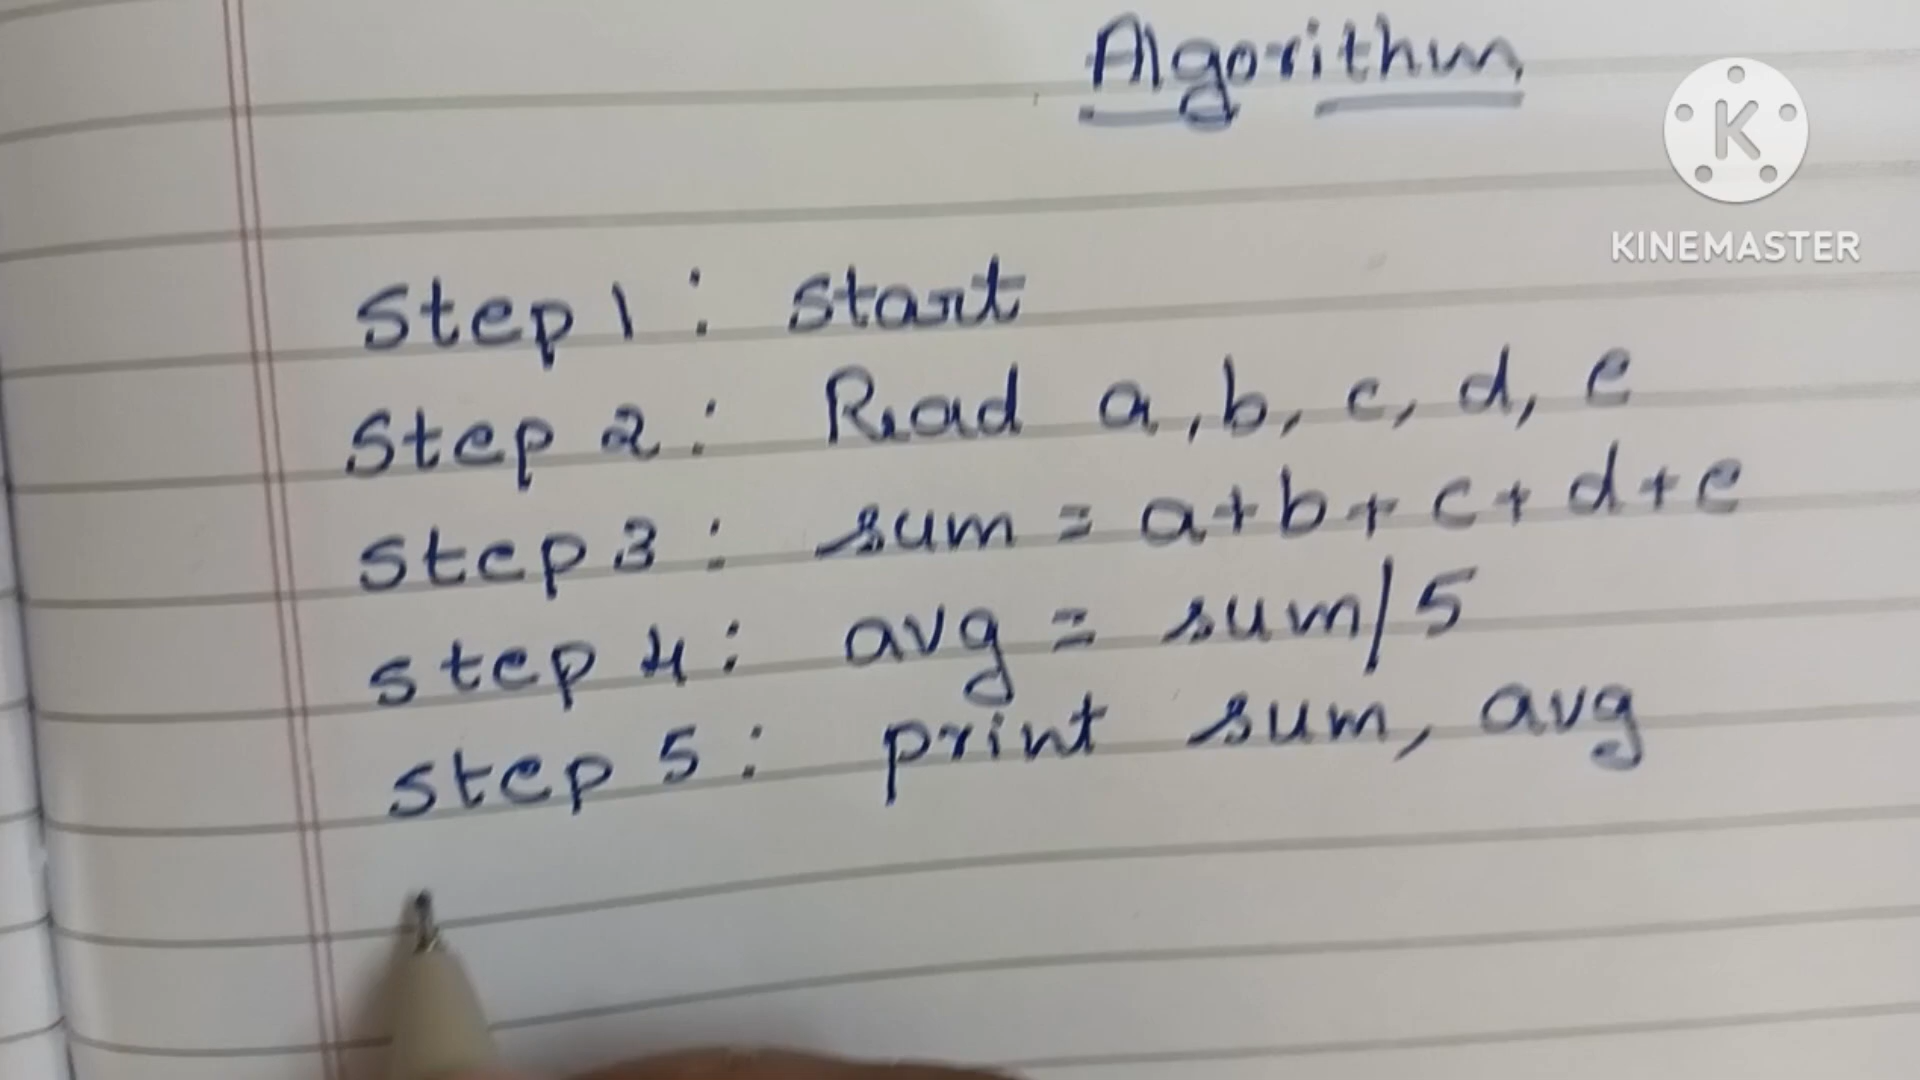 Algorithm
K
KINEMASTER
Step 1 : Start
Step 2 : Read a, b, c, d, e
Step 3 : sum = a+b+c+d+e
step 4 : avg = sum/5
step 5 : print sum, avg